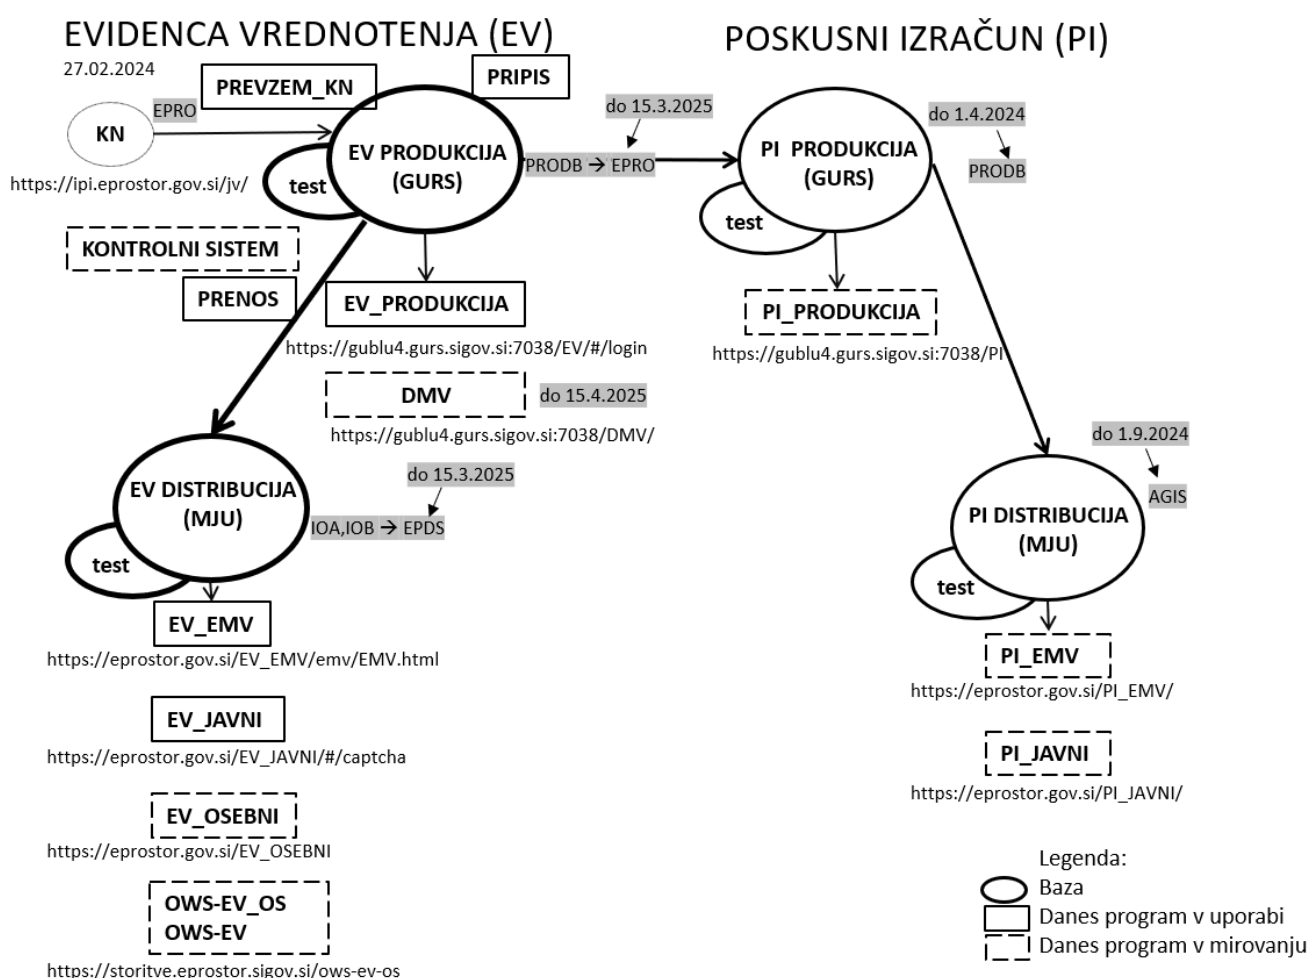 EVIDENCA VREDNOTENJA (EV)
27.02.2024
POSKUSNI IZRAČUN (PI)
PREVZEM_KN
PRIPIS
EPRO
KN
https://ipi.eprostor.gov.si/jv/
EV PRODUKCIJA
(GURS)
test
do 15.3.2025
PRODB → EPRO
PI PRODUKCIJA
(GURS)
test
do 1.4.2024
PRODB
KONTROLNI SISTEM
PRENOS
EV_PRODUKCIJA
https://gublu4.gurs.sigov.si:7038/EV/#/login
PI_PRODUKCIJA
https://gublu4.gurs.sigov.si:7038/PI
DMV
do 15.4.2025
https://gublu4.gurs.sigov.si:7038/DMV/
EV DISTRIBUCIJA
(MJU)
test
do 15.3.2025
IOA,IOB → EPDS
do 1.9.2024
AGIS
PI DISTRIBUCIJA
(MJU)
test
EV_EMV
https://eprostor.gov.si/EV_EMV/emv/EMV.html
PI_EMV
https://eprostor.gov.si/PI_EMV/
EV_JAVNI
https://eprostor.gov.si/EV_JAVNI/#/captcha
PI_JAVNI
https://eprostor.gov.si/PI_JAVNI/
EV_OSEBNI
https://eprostor.gov.si/EV_OSEBNI
OWS-EV_OS
OWS-EV
https://storitve.eprostor.sigov.si/ows-ev-os
Legenda:
Baza
Danes program v uporabi
Danes program v mirovanju